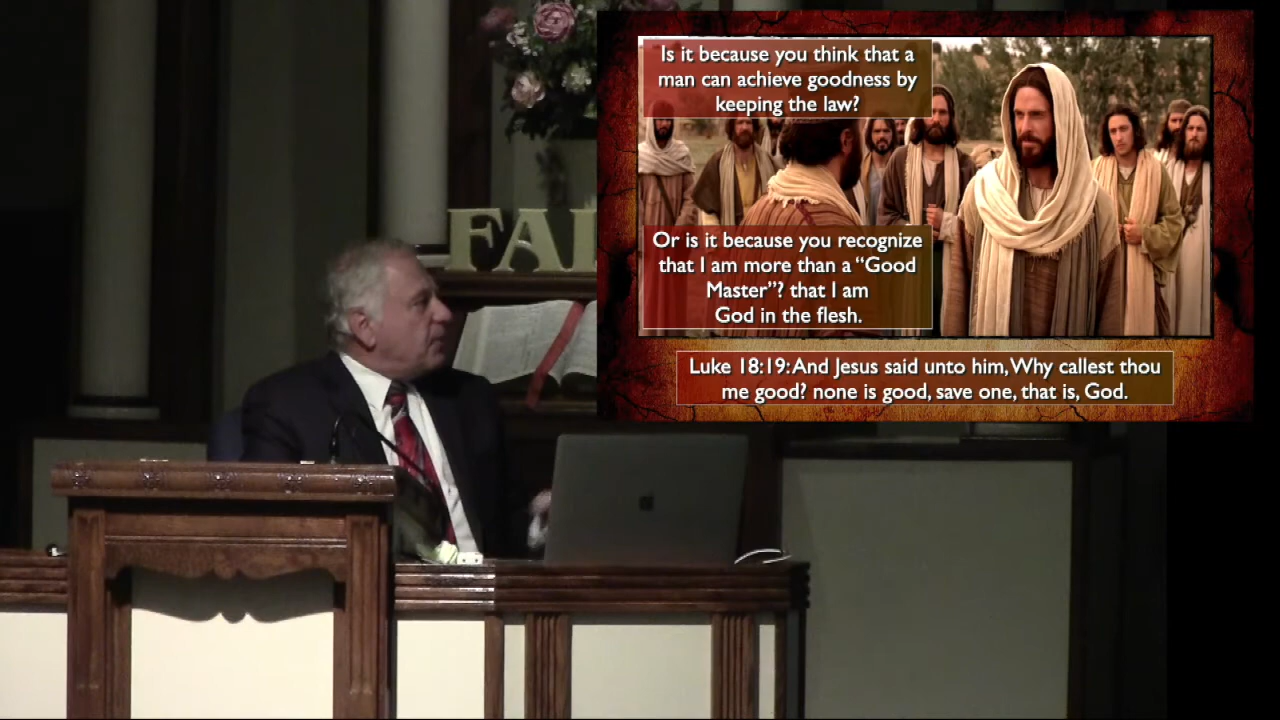 Is it because you think that a
man can achieve goodness by
keeping the law?
Or is it because you recognize
that I am more than a “Good
Master”? that I am
God in the flesh.
Luke 18:19: And Jesus said unto him, Why callest thou
me good? none is good, save one, that is, God.
FAI